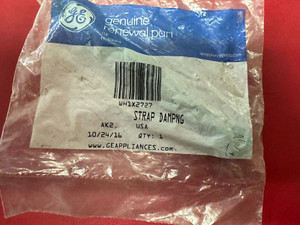 GE
genuine
renewal part
WH1X2727
STRAP DAMPNG
AK2 USA
10/24/16 QTY: 1
WWW.GEAPPLIANCES.COM